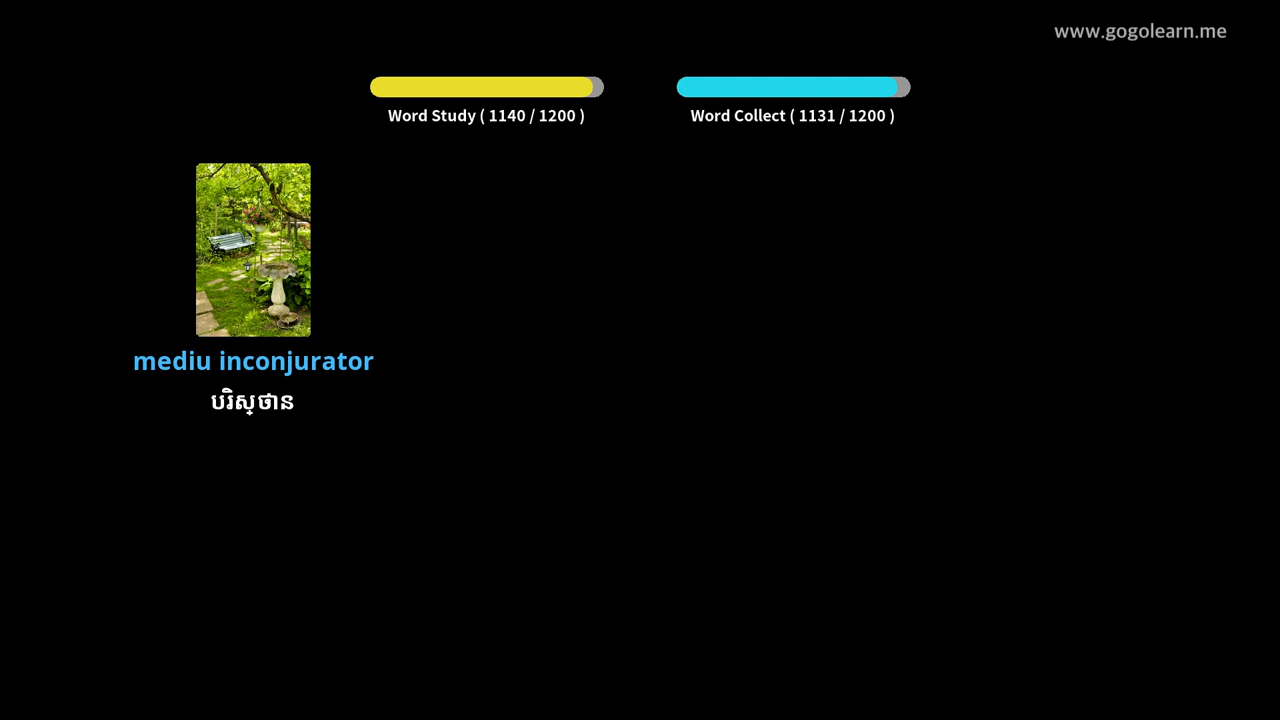 www.gogolearn.me
Word Study ( 1140 / 1200 )
Word Collect ( 1131 / 1200 )
mediu inconjurator
បរិស្ថាន